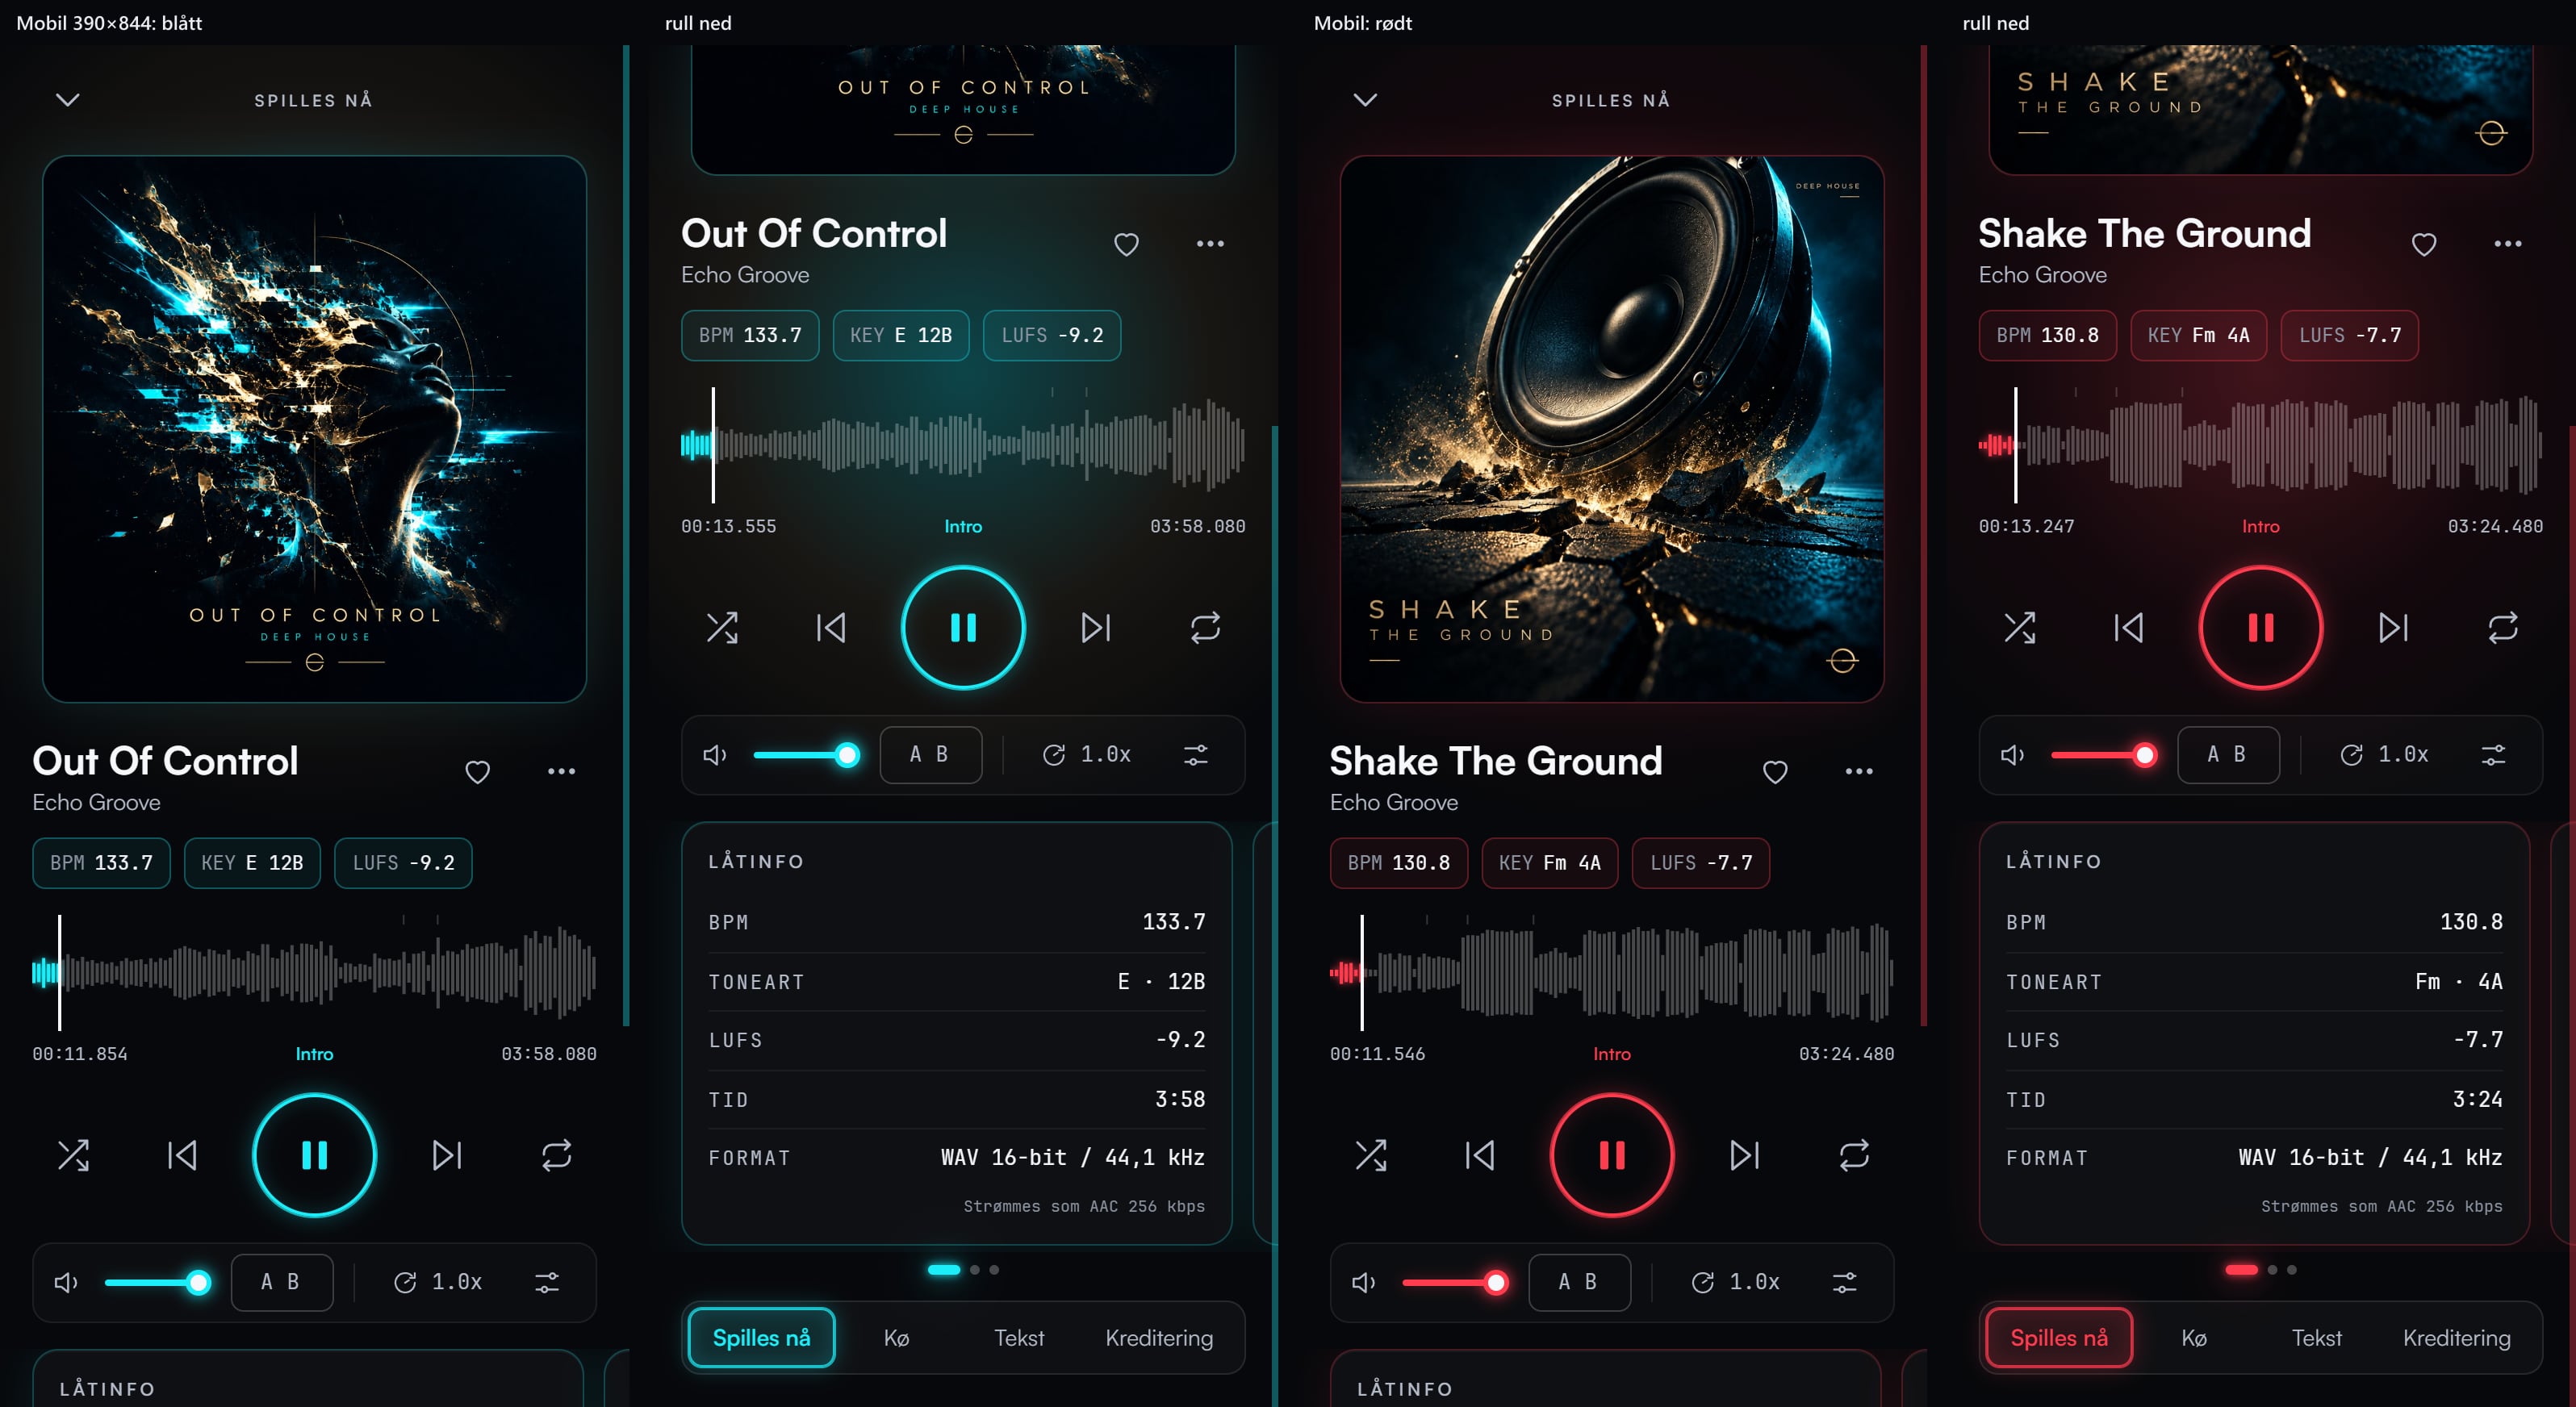 Mobil 390×844: blått
SPILLES NÅ
OUT OF CONTROL
DEEP HOUSE
Out Of Control
Echo Groove
BPM 133.7 KEY E 12B LUFS -9.2
00:11.854 Intro 03:58.080
A B 1.0x
LÅTINFO
rull ned
OUT OF CONTROL
DEEP HOUSE
Out Of Control
Echo Groove
BPM 133.7 KEY E 12B LUFS -9.2
00:13.555 Intro 03:58.080
A B 1.0x
LÅTINFO
BPM 133.7
TONEART E · 12B
LUFS -9.2
TID 3:58
FORMAT WAV 16-bit / 44,1 kHz
Strømmes som AAC 256 kbps
Spilles nå Kø Tekst Kreditering
Mobil: rødt
SPILLES NÅ
DEEP HOUSE
SHAKE
THE GROUND
Shake The Ground
Echo Groove
BPM 130.8 KEY Fm 4A LUFS -7.7
00:11.546 Intro 03:24.480
A B 1.0x
LÅTINFO
rull ned
SHAKE
THE GROUND
Shake The Ground
Echo Groove
BPM 130.8 KEY Fm 4A LUFS -7.7
00:13.247 Intro 03:24.480
A B 1.0x
LÅTINFO
BPM 130.8
TONEART Fm · 4A
LUFS -7.7
TID 3:24
FORMAT WAV 16-bit / 44,1 kHz
Strømmes som AAC 256 kbps
Spilles nå Kø Tekst Kreditering